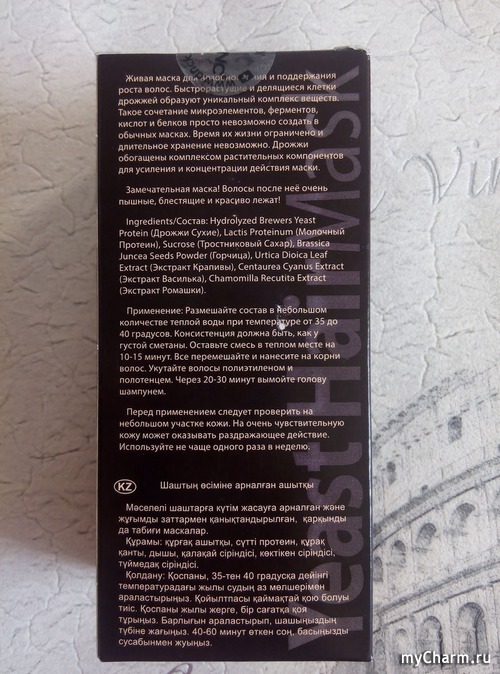 Живая маска для и поддержания
роста волос. Быстрорастущие и делящиеся клетки
дрожжей образуют уникальный комплекс веществ.
Такое сочетание микроэлементов, ферментов,
кислот и белков просто невозможно создать в
обычных масках. Время их жизни ограничено и
длительное хранение невозможно. Дрожжи
обогащены комплексом растительных компонентов
для усиления и концентрации действия маски.
Замечательная маска! Волосы после неё очень
пышные, блестящие и красиво лежат!
Ingredients/Состав: Hydrolyzed Brewers Yeast
Protein (Дрожжи Сухие), Lactis Proteinum (Молочный
Протеин), Sucrose (Тростниковый Сахар), Brassica
Juncea Seeds Powder (Горчица), Urtica Dioica Leaf
Extract (Экстракт Крапивы), Centaurea Cyanus Extract
(Экстракт Василька), Chamomilla Recutita Extract
(Экстракт Ромашки).
Применение: Размешайте состав в небольшом
количестве теплой воды при температуре от 35 до
40 градусов. Консистенция должна быть, как у
густой сметаны. Оставьте смесь в теплом месте на
10-15 минут. Все перемешайте и нанесите на корни
волос. Укутайте волосы полиэтиленом и
полотенцем. Через 20-30 минут вымойте голову
шампунем.
Перед применением следует проверить на
небольшом участке кожи. На очень чувствительную
кожу может оказывать раздражающее действие.
Используйте не чаще одного раза в неделю.
KZ Шаштың өсіміне арналған ашытқы
Мәселелі шаштарға күтім жасауға арналған және
жұғымды заттармен қанықтандырылған, қарқынды
да табиғи маскалар.
Құрамы: құрғақ ашытқы, сүтті протеин, құрақ
қанты, дышы, қалақай сіріндісі, көктікен сіріндісі,
түймедақ сіріндісі.
Қолдану: Қоспаны, 35-тен 40 градусқа дейінгі
температурадағы жылы судың аз мөлшерімен
араластырыңыз. Қойылтпасы қаймақтай қою болуы
тиіс. Қоспаны жылы жерге, бір сағатқа қоя
тұрыңыз. Барлығын араластырып, шашыңыздың
түбіне жағыңыз. 40-60 минут өткен соң, басыңызды
сусабынмен жуыңыз.
Yeast Hair Mask
Vini
myCharm.ru